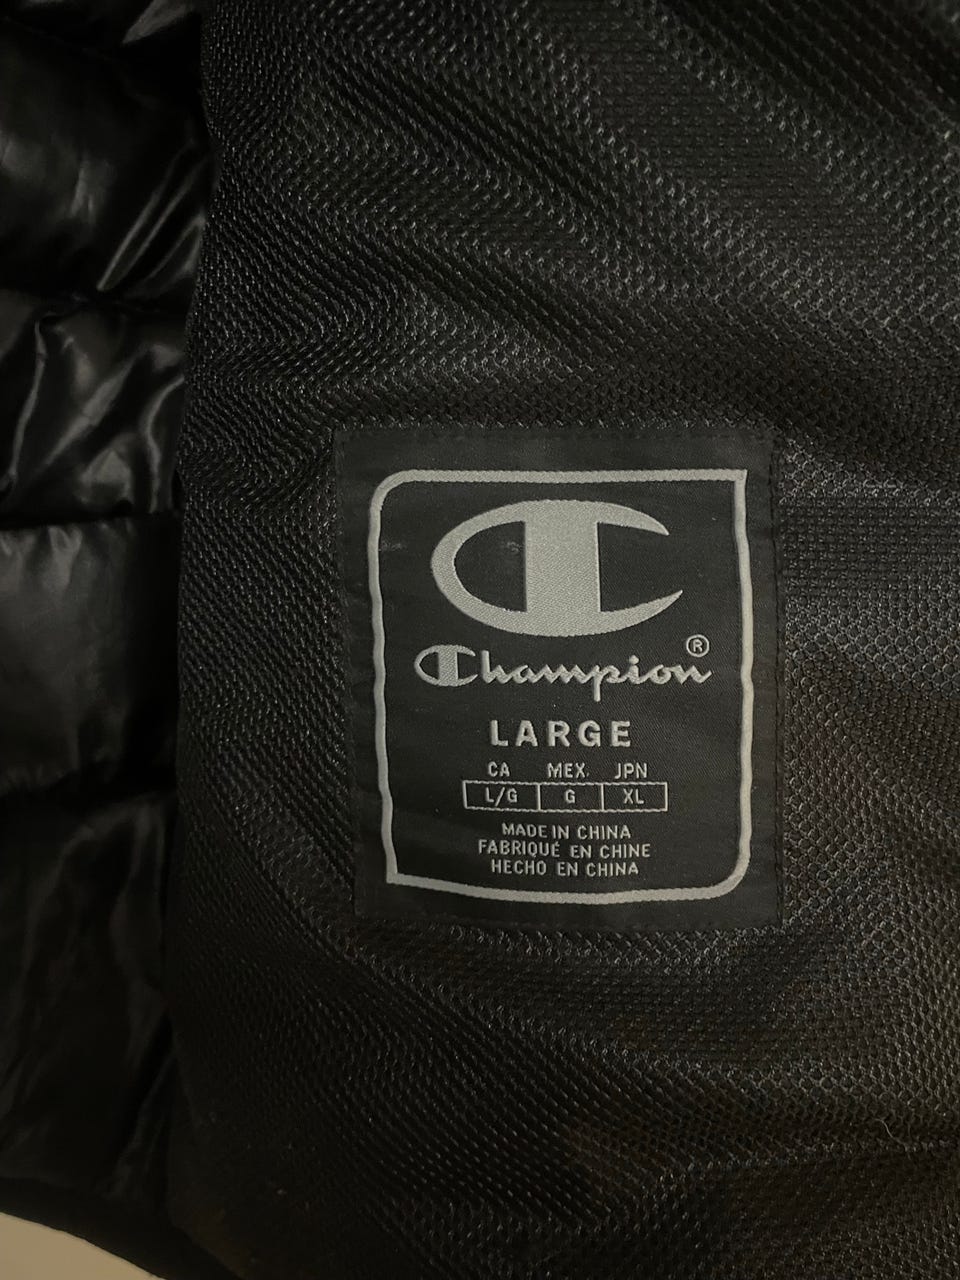 C
Champion®
LARGE
CA MEX. JPN
L/G G XL
MADE IN CHINA
FABRIQUÉ EN CHINE
HECHO EN CHINA